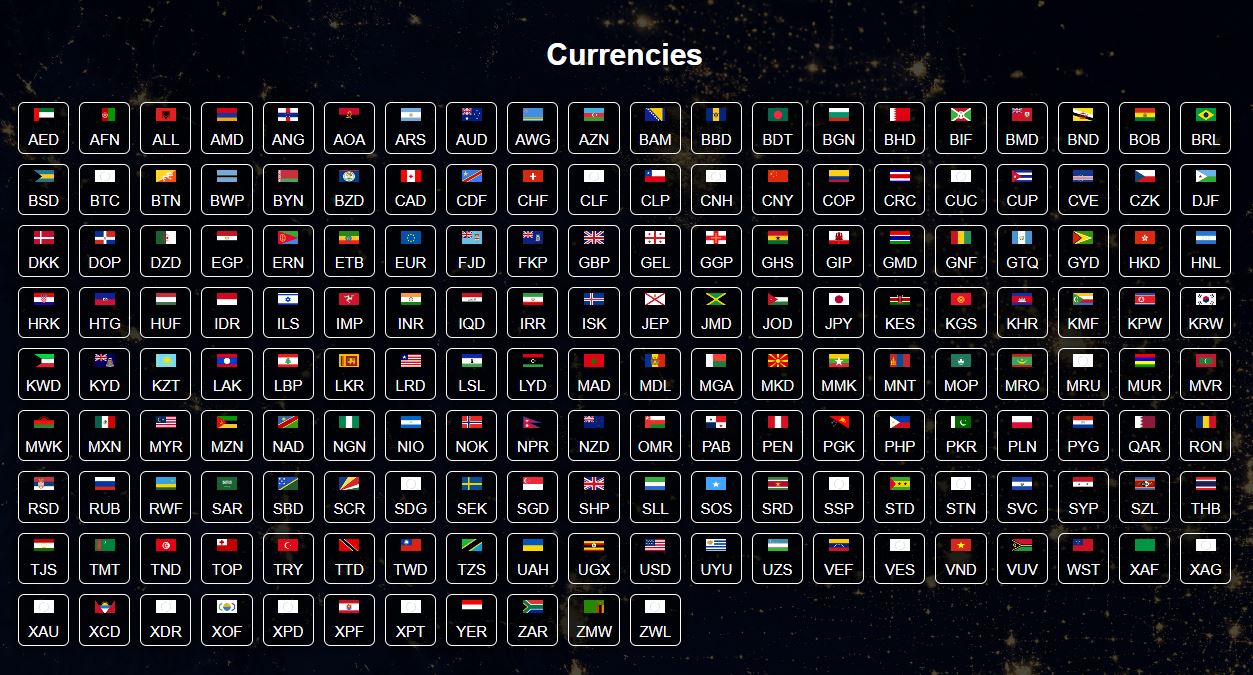 Currencies
AED AFN ALL AMD ANG AOA ARS AUD AWG AZN BAM BBD BDT BGN BHD BIF BMD BND BOB BRL
BSD BTC BTN BWP BYN BZD CAD CDF CHF CLF CLP CNH CNY COP CRC CUC CUP CVE CZK DJF
DKK DOP DZD EGP ERN ETB EUR FJD FKP GBP GEL GGP GHS GIP GMD GNF GTQ GYD HKD HNL
HRK HTG HUF IDR ILS IMP INR IQD IRR ISK JEP JMD JOD JPY KES KGS KHR KMF KPW KRW
KWD KYD KZT LAK LBP LKR LRD LSL LYD MAD MDL MGA MKD MMK MNT MOP MRO MRU MUR MVR
MWK MXN MYR MZN NAD NGN NIO NOK NPR NZD OMR PAB PEN PGK PHP PKR PLN PYG QAR RON
RSD RUB RWF SAR SBD SCR SDG SEK SGD SHP SLL SOS SRD SSP STD STN SVC SYP SZL THB
TJS TMT TND TOP TRY TTD TWD TZS UAH UGX USD UYU UZS VEF VES VND VUV WST XAF XAG
XAU XCD XDR XOF XPD XPF XPT YER ZAR ZMW ZWL